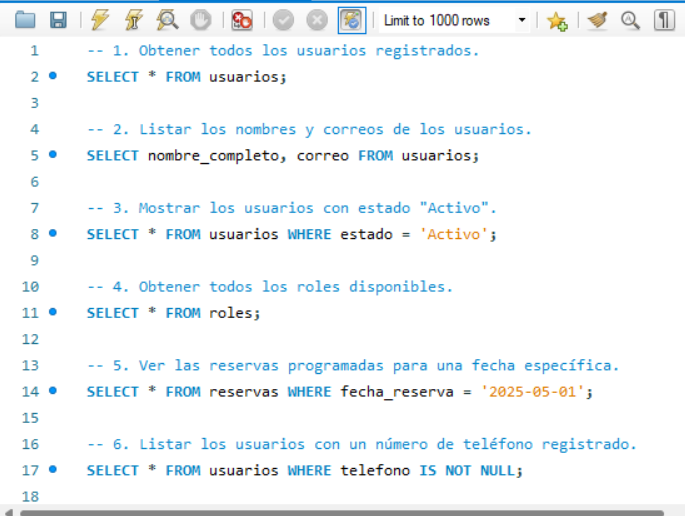 Limit to 1000 rows
1 -- 1. Obtener todos los usuarios registrados.
2 SELECT * FROM usuarios;
3
4 -- 2. Listar los nombres y correos de los usuarios.
5 SELECT nombre_completo, correo FROM usuarios;
6
7 -- 3. Mostrar los usuarios con estado "Activo".
8 SELECT * FROM usuarios WHERE estado = 'Activo';
9
10 -- 4. Obtener todos los roles disponibles.
11 SELECT * FROM roles;
12
13 -- 5. Ver las reservas programadas para una fecha específica.
14 SELECT * FROM reservas WHERE fecha_reserva = '2025-05-01';
15
16 -- 6. Listar los usuarios con un número de teléfono registrado.
17 SELECT * FROM usuarios WHERE telefono IS NOT NULL;
18